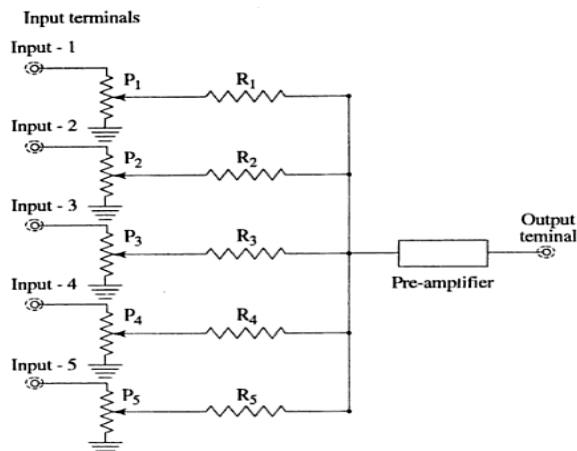 Input terminals
Input - 1
P1
R1
Input - 2
P2
R2
Input - 3
P3
R3
Output
teminal
Pre-amplifier
Input - 4
P4
R4
Input - 5
P5
R5